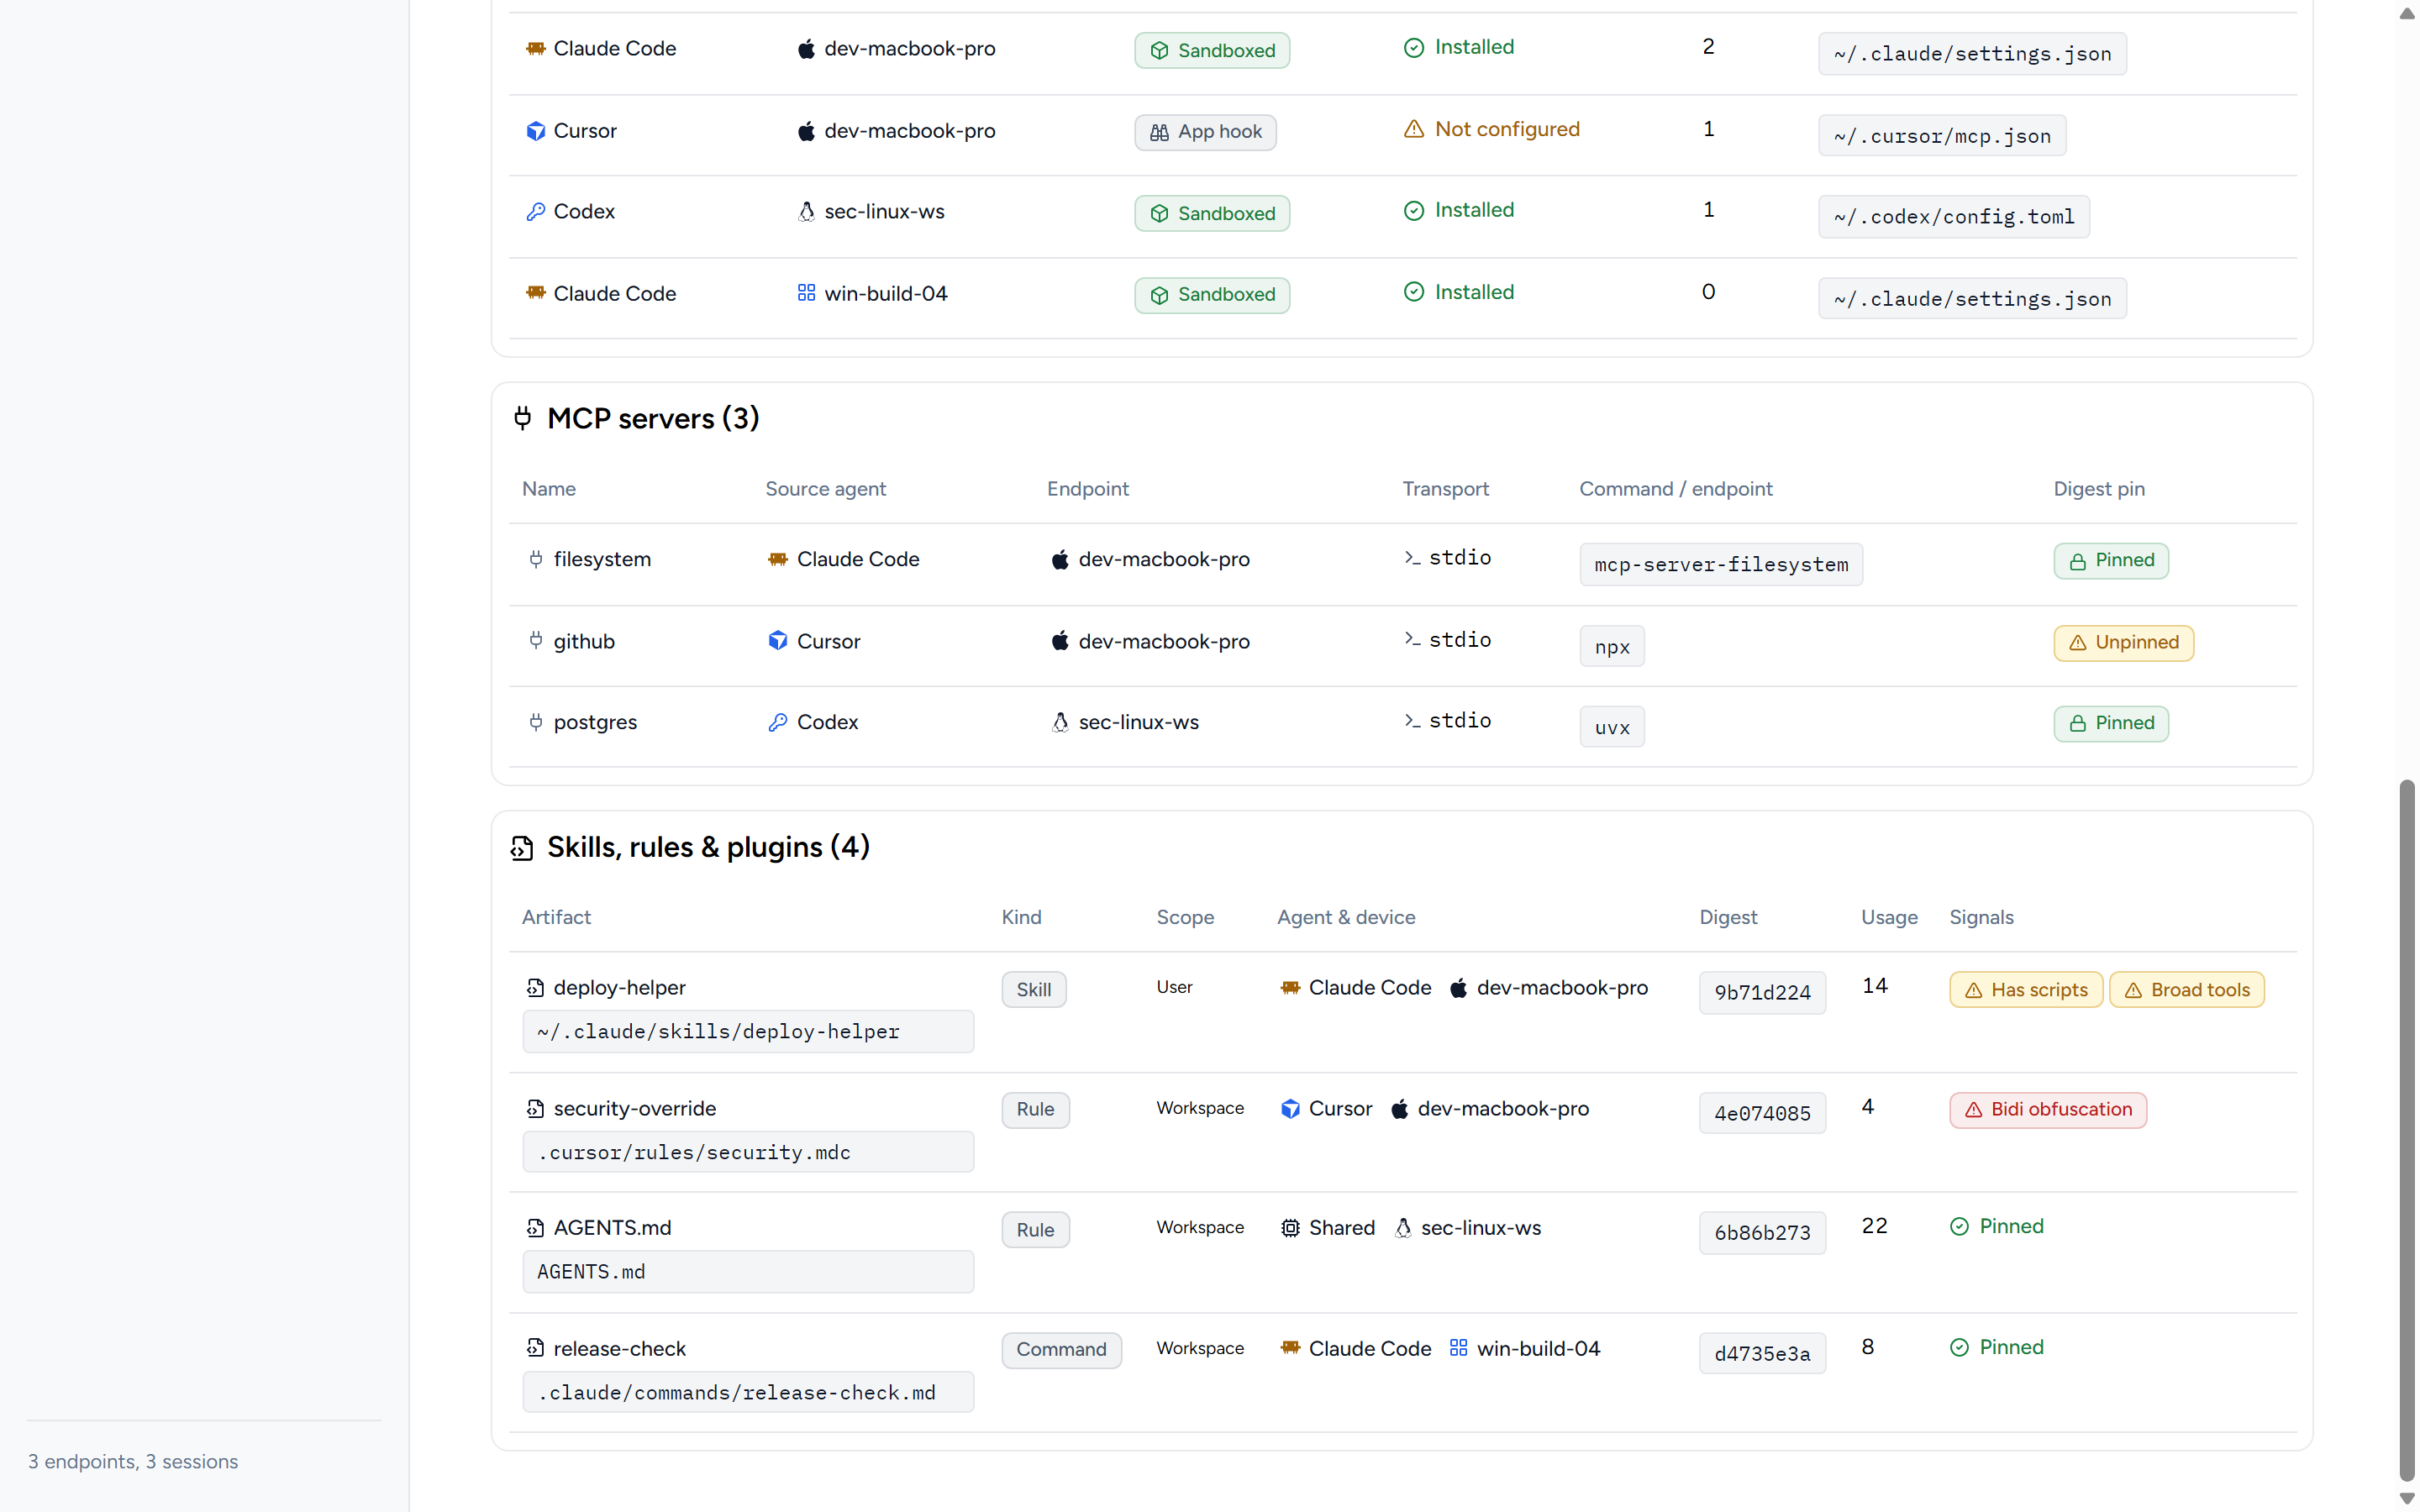 Claude Code dev-macbook-pro Sandboxed Installed 2 ~/.claude/settings.json
Cursor dev-macbook-pro App hook Not configured 1 ~/.cursor/mcp.json
Codex sec-linux-ws Sandboxed Installed 1 ~/.codex/config.toml
Claude Code win-build-04 Sandboxed Installed 0 ~/.claude/settings.json
MCP servers (3)
Name Source agent Endpoint Transport Command / endpoint Digest pin
filesystem Claude Code dev-macbook-pro stdio mcp-server-filesystem Pinned
github Cursor dev-macbook-pro stdio npx Unpinned
postgres Codex sec-linux-ws stdio uvx Pinned
Skills, rules & plugins (4)
Artifact Kind Scope Agent & device Digest Usage Signals
deploy-helper Skill User Claude Code dev-macbook-pro 9b71d224 14 Has scripts Broad tools
~/.claude/skills/deploy-helper
security-override Rule Workspace Cursor dev-macbook-pro 4e074085 4 Bidi obfuscation
.cursor/rules/security.mdc
AGENTS.md Rule Workspace Shared sec-linux-ws 6b86b273 22 Pinned
AGENTS.md
release-check Command Workspace Claude Code win-build-04 d4735e3a 8 Pinned
.claude/commands/release-check.md
3 endpoints, 3 sessions